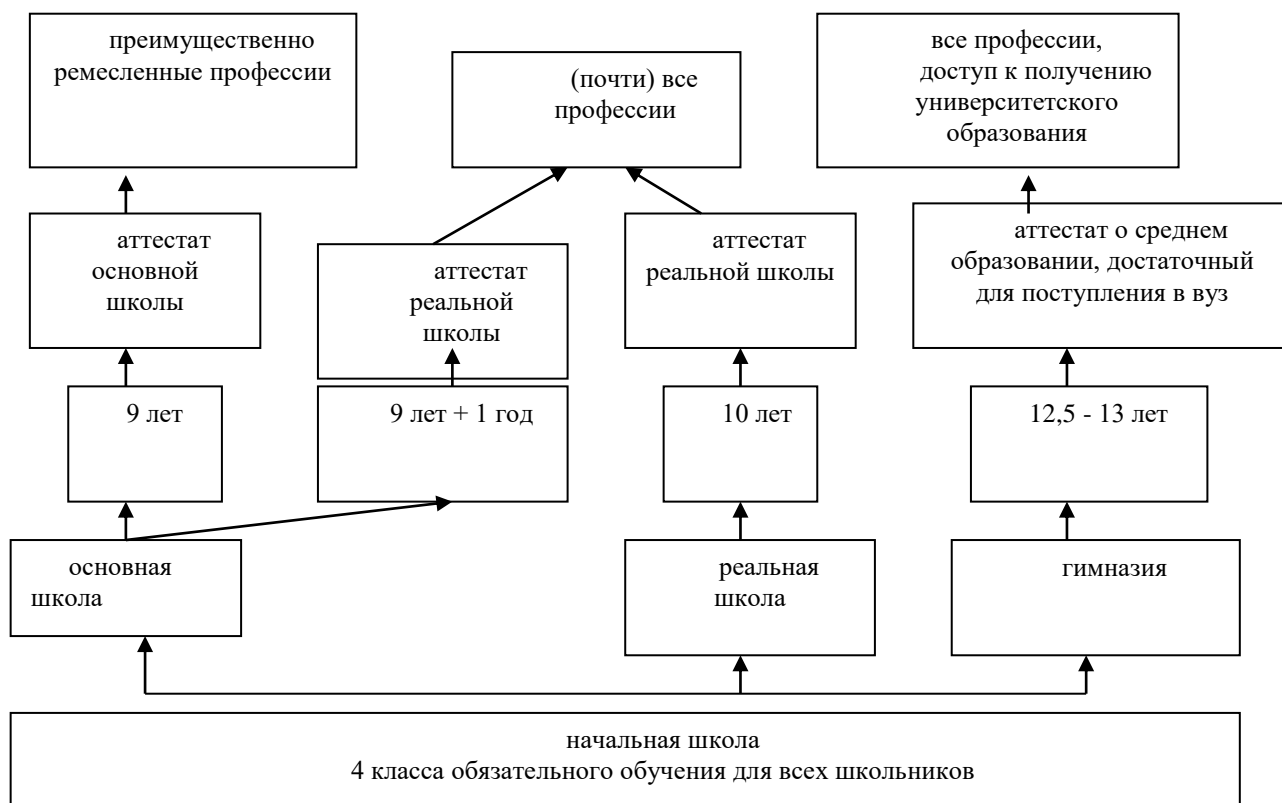 преимущественно
ремесленные профессии
(почти) все
профессии
все профессии,
доступ к получению
университетского
образования
аттестат
основной
школы
аттестат
реальной
школы
аттестат
реальной школы
аттестат о среднем
образовании, достаточный
для поступления в вуз
9 лет
9 лет + 1 год
10 лет
12,5 - 13 лет
основная
школа
реальная
школа
гимназия
начальная школа
4 класса обязательного обучения для всех школьников